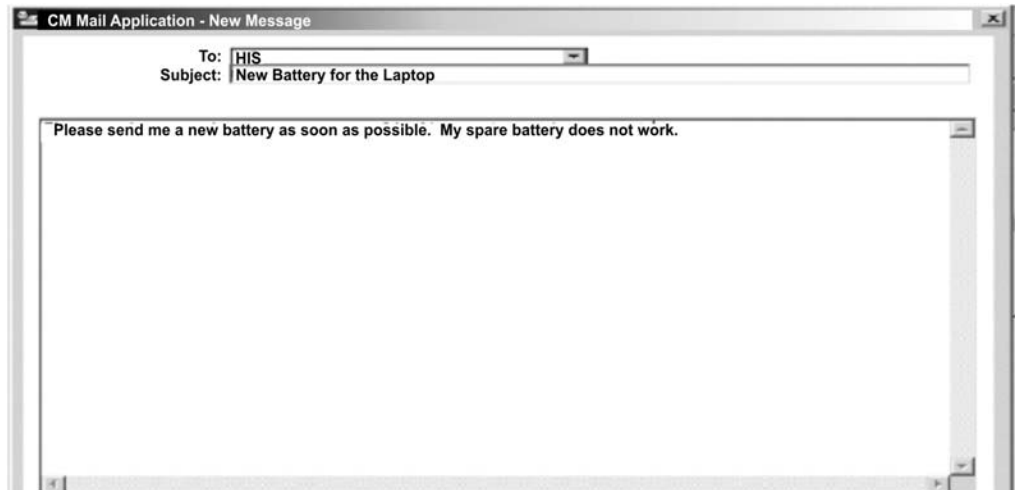 CM Mail Application - New Message
To: HIS
Subject: New Battery for the Laptop
Please send me a new battery as soon as possible. My spare battery does not work.